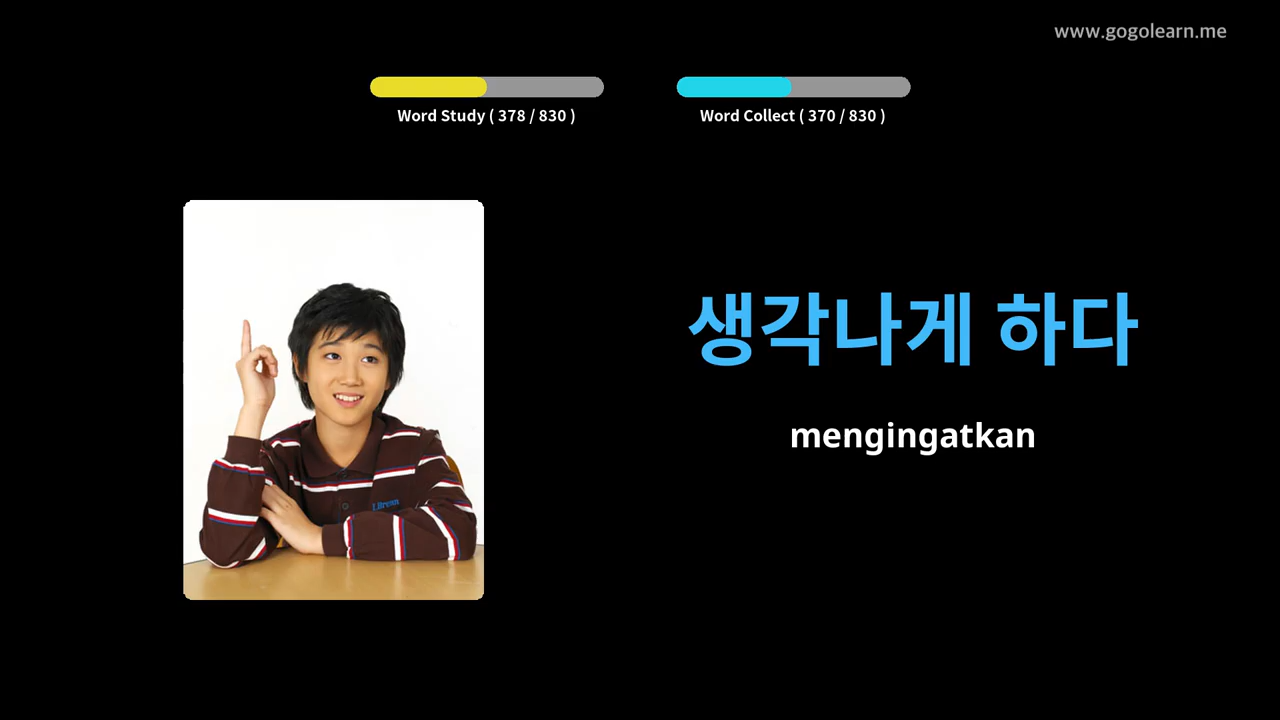 www.gogolearn.me
Word Study ( 378 / 830 )
Word Collect ( 370 / 830 )
생각나게 하다
mengingatkan